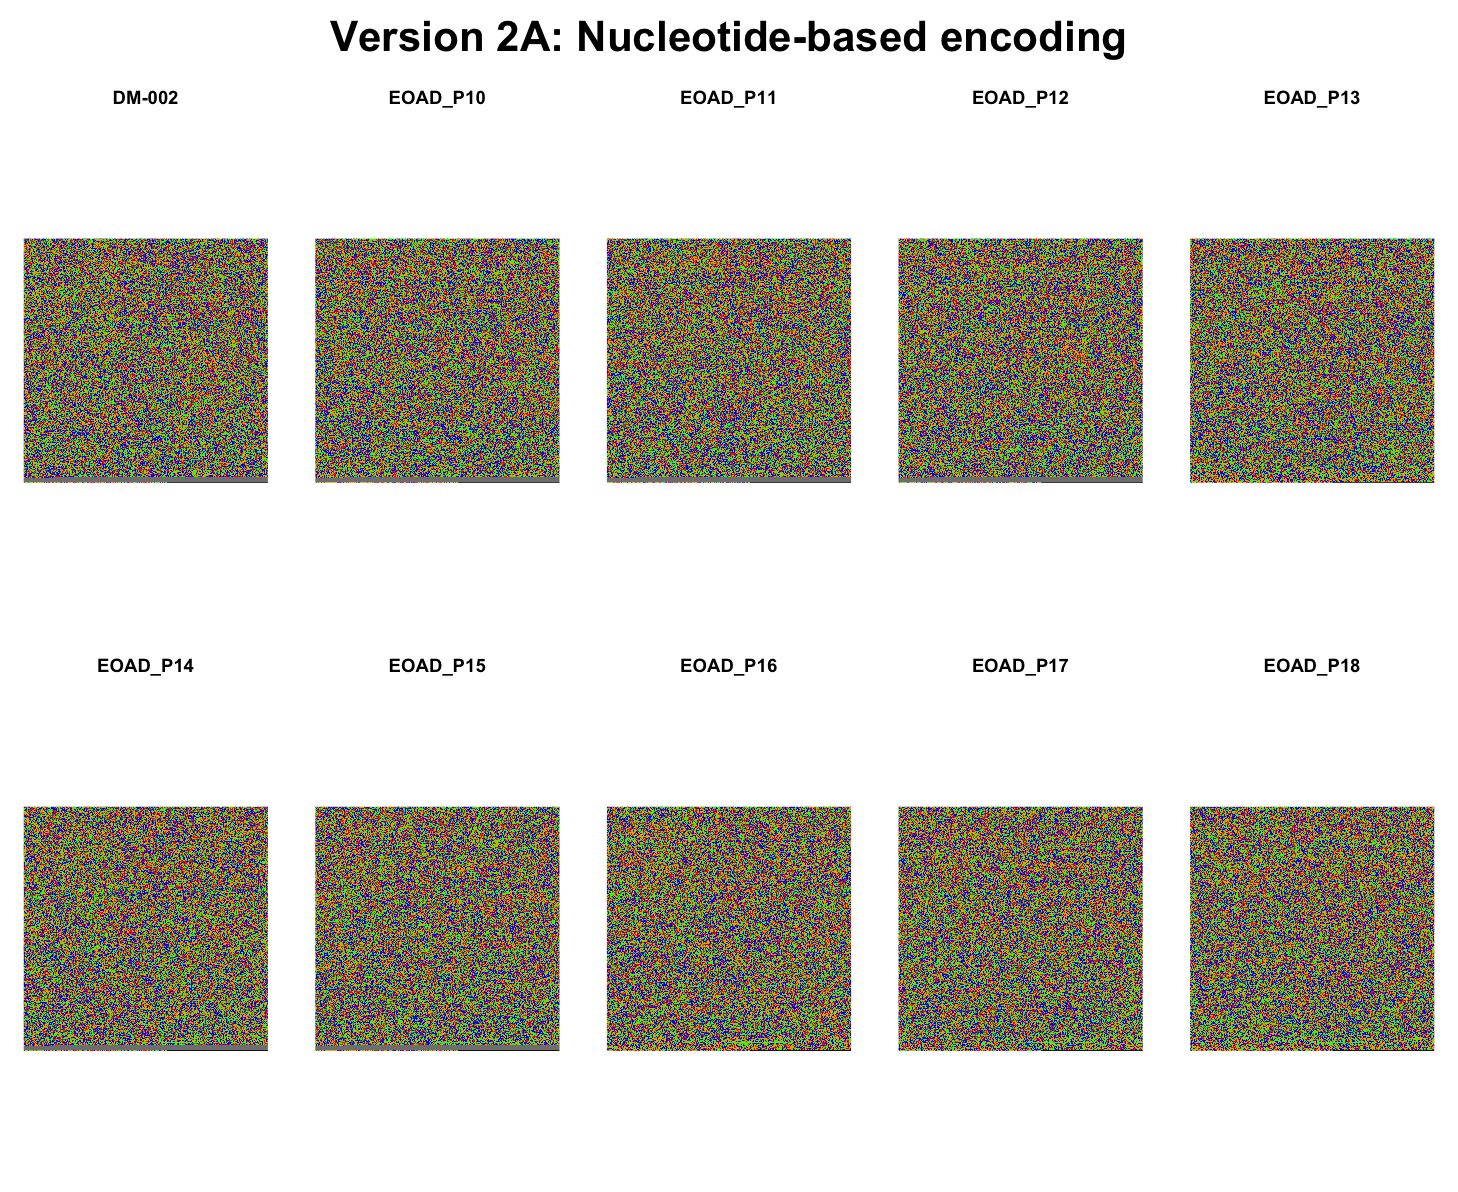 Version 2A: Nucleotide-based encoding
DM-002 EOAD_P10 EOAD_P11 EOAD_P12 EOAD_P13
EOAD_P14 EOAD_P15 EOAD_P16 EOAD_P17 EOAD_P18